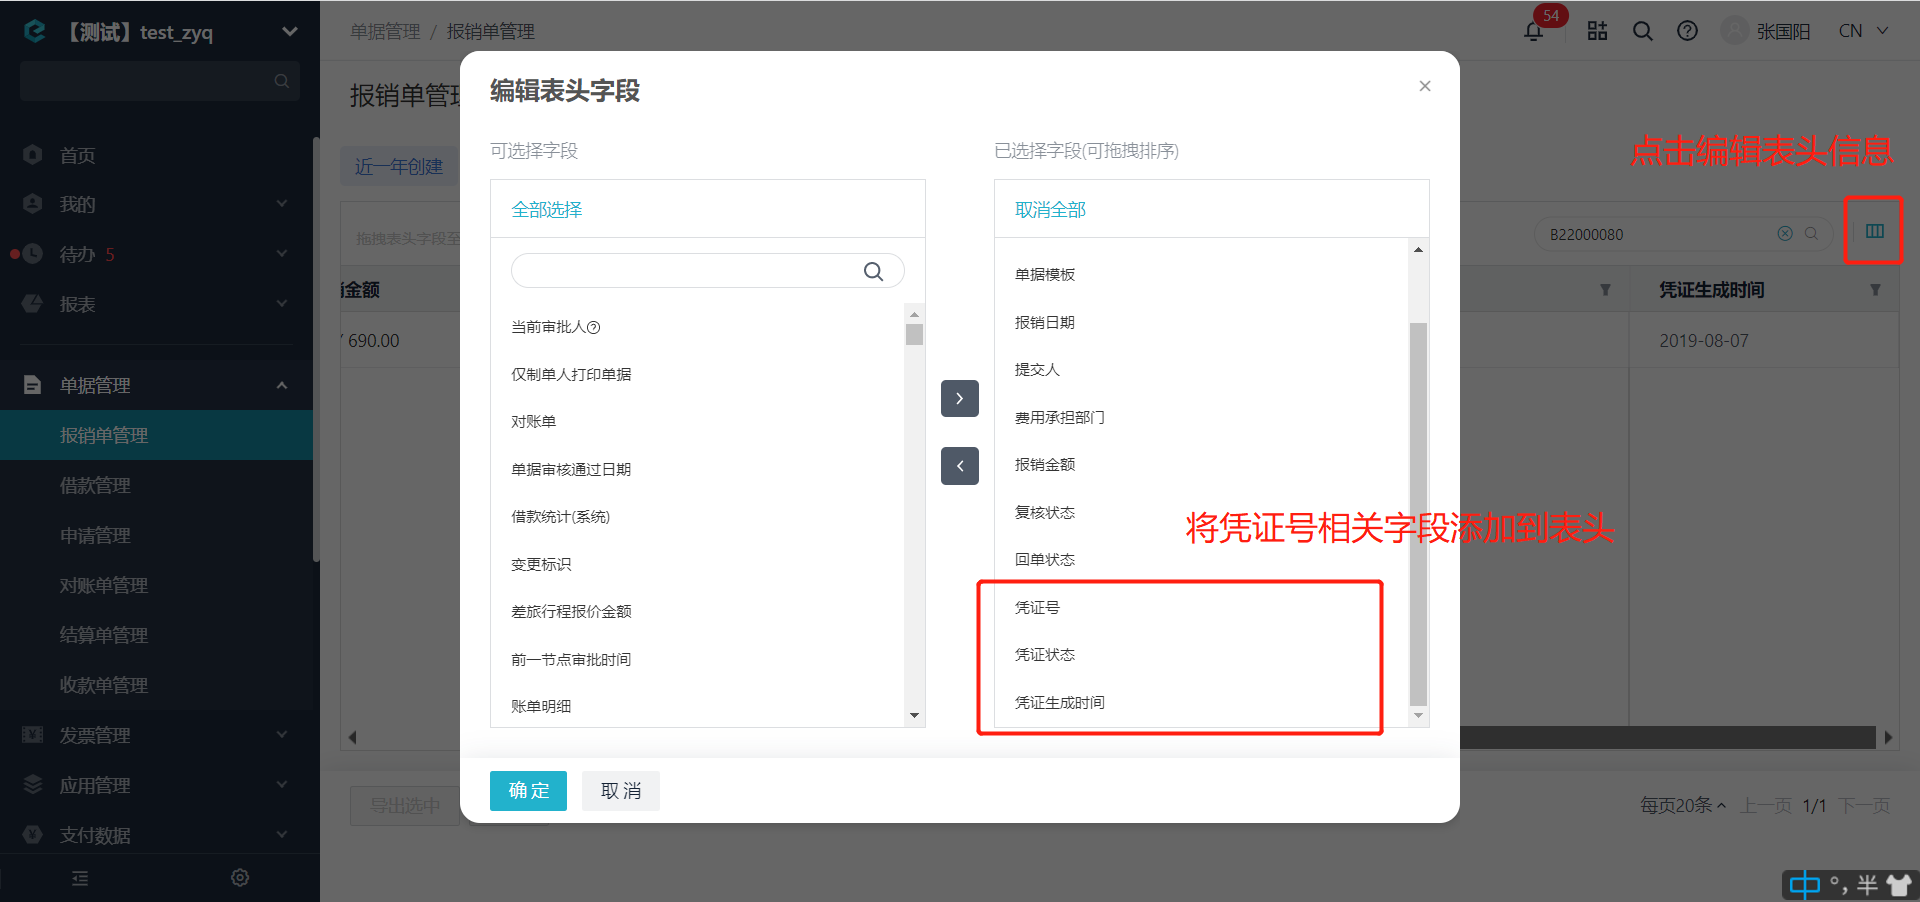 【测试】test_zyq
单据管理 / 报销单管理
54
张国阳
CN
首页
我的
待办 5
报表
单据管理
报销单管理
借款管理
申请管理
对账单管理
结算单管理
收款单管理
发票管理
应用管理
支付数据
报销单管理
近一年创建
拖拽表头字段至
金额
690.00
导出选中
编辑表头字段
可选择字段
全部选择
当前审批人
仅制单人打印单据
对账单
单据审核通过日期
借款统计(系统)
变更标识
差旅行程报价金额
前一节点审批时间
账单明细
已选择字段(可拖拽排序)
取消全部
单据模板
报销日期
提交人
费用承担部门
报销金额
复核状态
回单状态
凭证号
凭证状态
凭证生成时间
将凭证号相关字段添加到表头
确 定
取 消
点击编辑表头信息
B22000080
凭证生成时间
2019-08-07
每页20条
上一页 1/1 下一页
中 °, 半